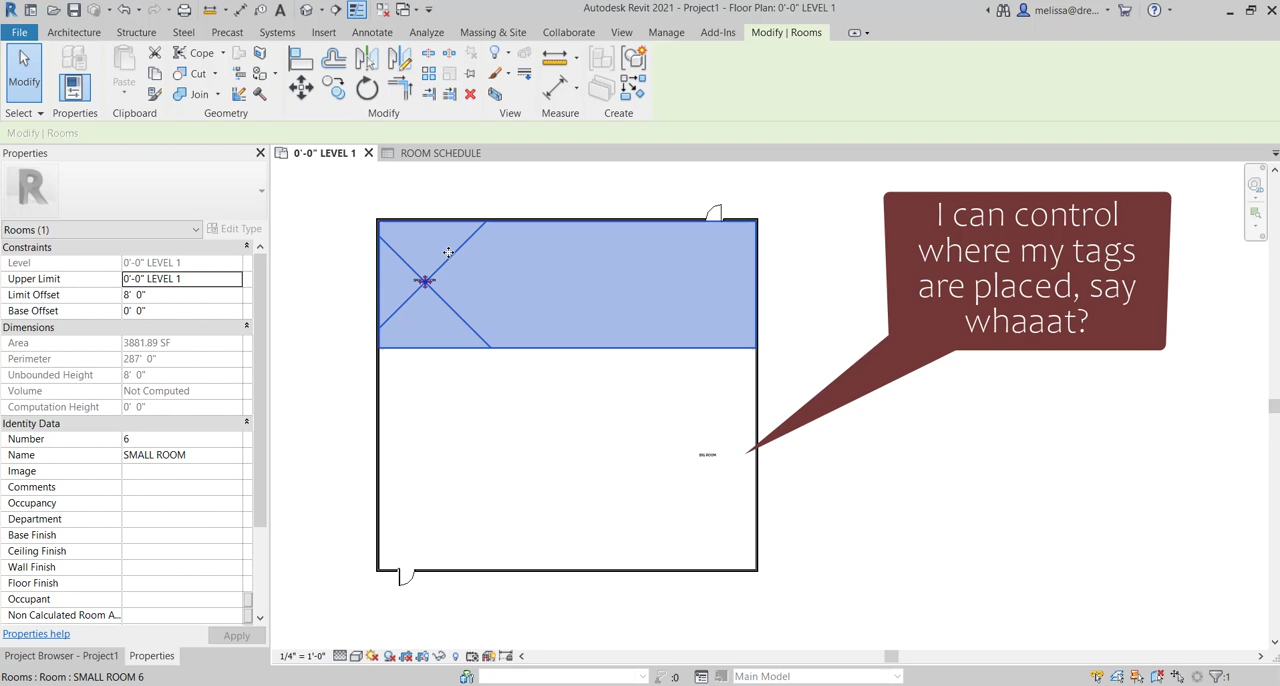 Autodesk Revit 2021 - Project1 - Floor Plan: 0'-0" LEVEL 1
melissa@dre...
File Architecture Structure Steel Precast Systems Insert Annotate Analyze Massing & Site Collaborate View Manage Add-Ins Modify | Rooms
Modify
Paste
Cope
Cut
Join
Select Properties Clipboard Geometry Modify View Measure Create
Modify | Rooms
Properties
0'-0" LEVEL 1
ROOM SCHEDULE
Rooms (1)
Edit Type
Constraints
Level 0'-0" LEVEL 1
Upper Limit 0'-0" LEVEL 1
Limit Offset 8' 0"
Base Offset 0' 0"
Dimensions
Area 3881.89 SF
Perimeter 287' 0"
Unbounded Height 8' 0"
Volume Not Computed
Computation Height 0' 0"
Identity Data
Number 6
Name SMALL ROOM
Image
Comments
Occupancy
Department
Base Finish
Ceiling Finish
Wall Finish
Floor Finish
Occupant
Non Calculated Room A...
Properties help
Apply
Project Browser - Project1
Properties
I can control
where my tags
are placed, say
whaaat?
BIG ROOM
1/4" = 1'-0"
Rooms : Room : SMALL ROOM 6
:0
Main Model
:1